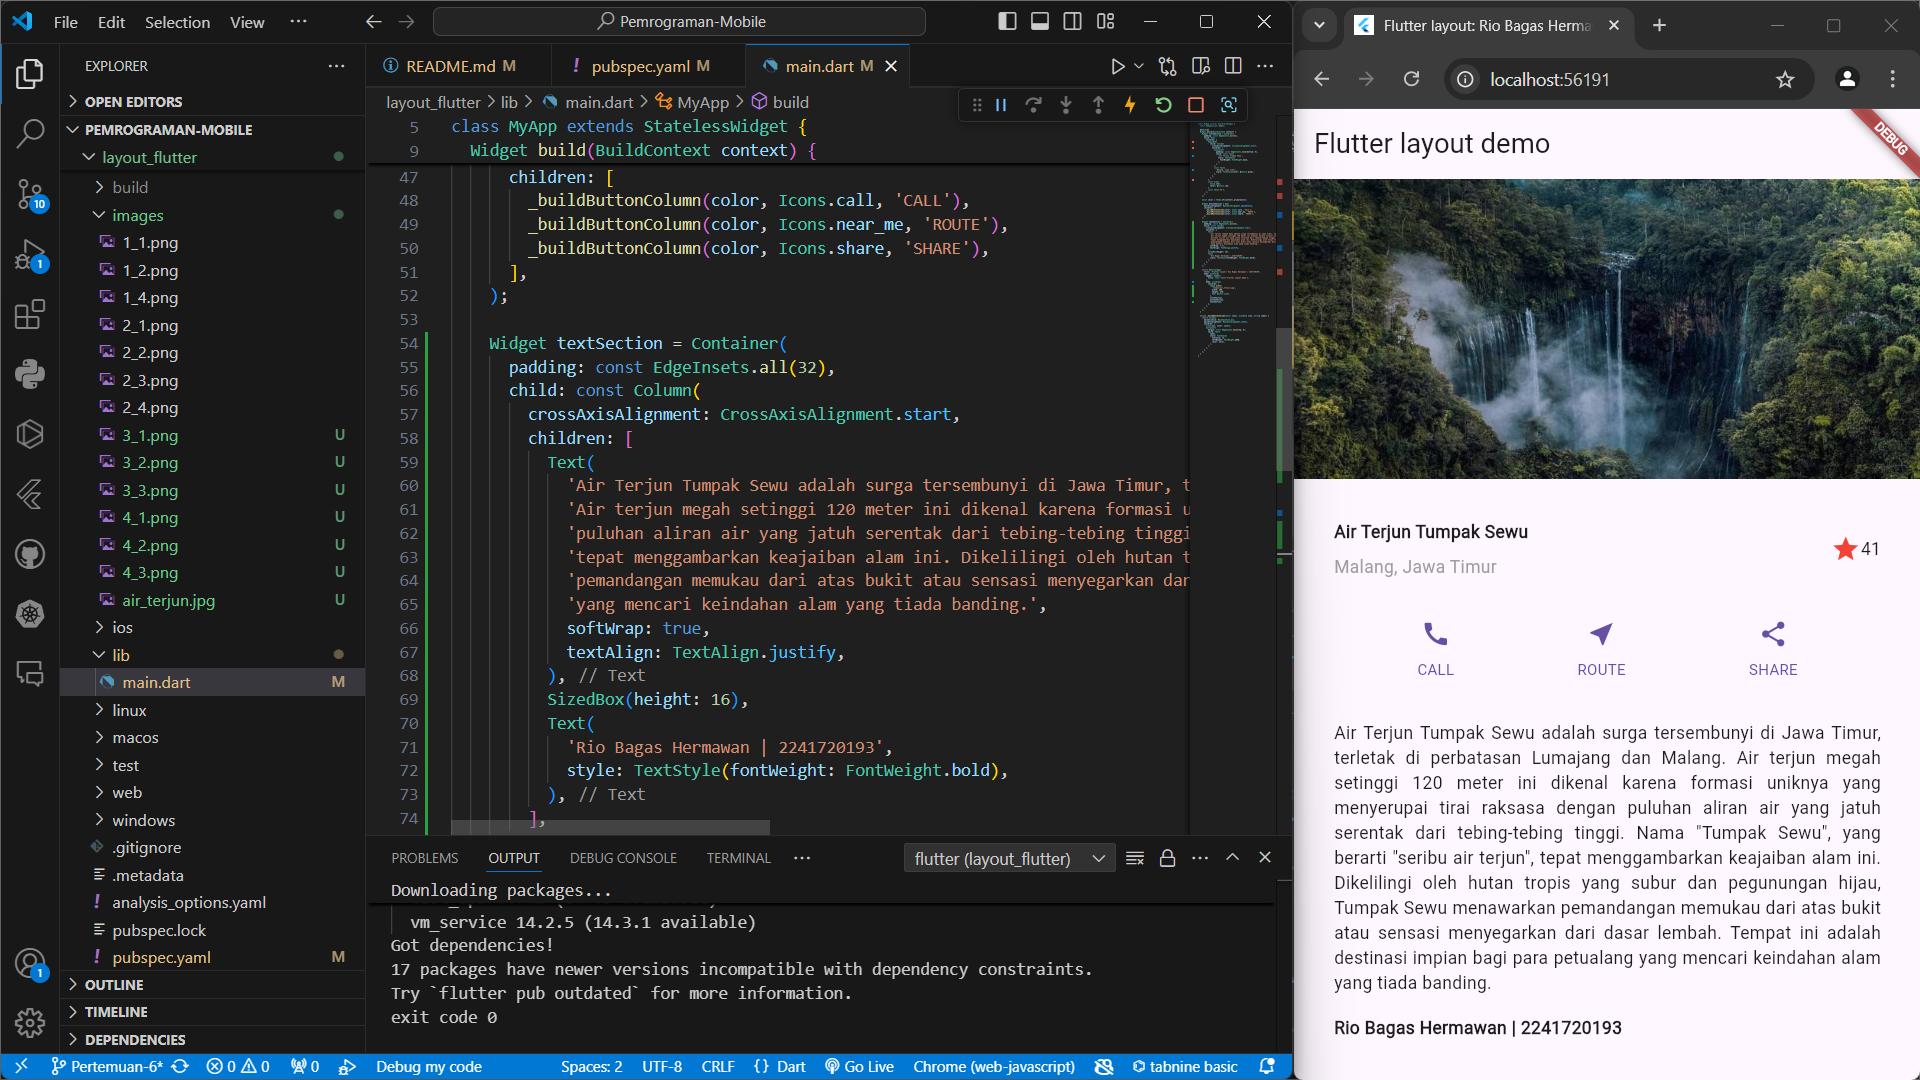 File Edit Selection View ··· Pemrograman-Mobile
EXPLORER
OPEN EDITORS
PEMROGRAMAN-MOBILE
layout_flutter
build
images
1_1.png
1_2.png
1_4.png
2_1.png
2_2.png
2_3.png
2_4.png
3_1.png U
3_2.png U
3_3.png U
4_1.png U
4_2.png U
4_3.png U
air_terjun.jpg U
ios
lib
main.dart M
linux
macos
test
web
windows
.gitignore
.metadata
! analysis_options.yaml
pubspec.lock
! pubspec.yaml M
OUTLINE
TIMELINE
DEPENDENCIES
10
1
1
README.md M ! pubspec.yaml M main.dart M
layout_flutter > lib > main.dart > MyApp > build
5 class MyApp extends StatelessWidget {
9 Widget build(BuildContext context) {
47 children: [
48 _buildButtonColumn(color, Icons.call, 'CALL'),
49 _buildButtonColumn(color, Icons.near_me, 'ROUTE'),
50 _buildButtonColumn(color, Icons.share, 'SHARE'),
51 ],
52 );
53
54 Widget textSection = Container(
55 padding: const EdgeInsets.all(32),
56 child: const Column(
57 crossAxisAlignment: CrossAxisAlignment.start,
58 children: [
59 Text(
60 'Air Terjun Tumpak Sewu adalah surga tersembunyi di Jawa Timur, t
61 'Air terjun megah setinggi 120 meter ini dikenal karena formasi u
62 'puluhan aliran air yang jatuh serentak dari tebing-tebing tinggi
63 'tepat menggambarkan keajaiban alam ini. Dikelilingi oleh hutan t
64 'pemandangan memukau dari atas bukit atau sensasi menyegarkan dar
65 'yang mencari keindahan alam yang tiada banding.',
66 softWrap: true,
67 textAlign: TextAlign.justify,
68 ), // Text
69 SizedBox(height: 16),
70 Text(
71 'Rio Bagas Hermawan | 2241720193',
72 style: TextStyle(fontWeight: FontWeight.bold),
73 ), // Text
74 ],
PROBLEMS OUTPUT DEBUG CONSOLE TERMINAL ··· flutter (layout_flutter)
Downloading packages...
vm_service 14.2.5 (14.3.1 available)
Got dependencies!
17 packages have newer versions incompatible with dependency constraints.
Try `flutter pub outdated` for more information.
exit code 0
Pertemuan-6* 0 0 0 Debug my code Spaces: 2 UTF-8 CRLF {} Dart Go Live Chrome (web-javascript) tabnine basic
Flutter layout: Rio Bagas Herma
localhost:56191
Flutter layout demo
DEBUG
Air Terjun Tumpak Sewu
Malang, Jawa Timur
41
CALL ROUTE SHARE
Air Terjun Tumpak Sewu adalah surga tersembunyi di Jawa Timur,
terletak di perbatasan Lumajang dan Malang. Air terjun megah
setinggi 120 meter ini dikenal karena formasi uniknya yang
menyerupai tirai raksasa dengan puluhan aliran air yang jatuh
serentak dari tebing-tebing tinggi. Nama "Tumpak Sewu", yang
berarti "seribu air terjun", tepat menggambarkan keajaiban alam ini.
Dikelilingi oleh hutan tropis yang subur dan pegunungan hijau,
Tumpak Sewu menawarkan pemandangan memukau dari atas bukit
atau sensasi menyegarkan dari dasar lembah. Tempat ini adalah
destinasi impian bagi para petualang yang mencari keindahan alam
yang tiada banding.
Rio Bagas Hermawan | 2241720193